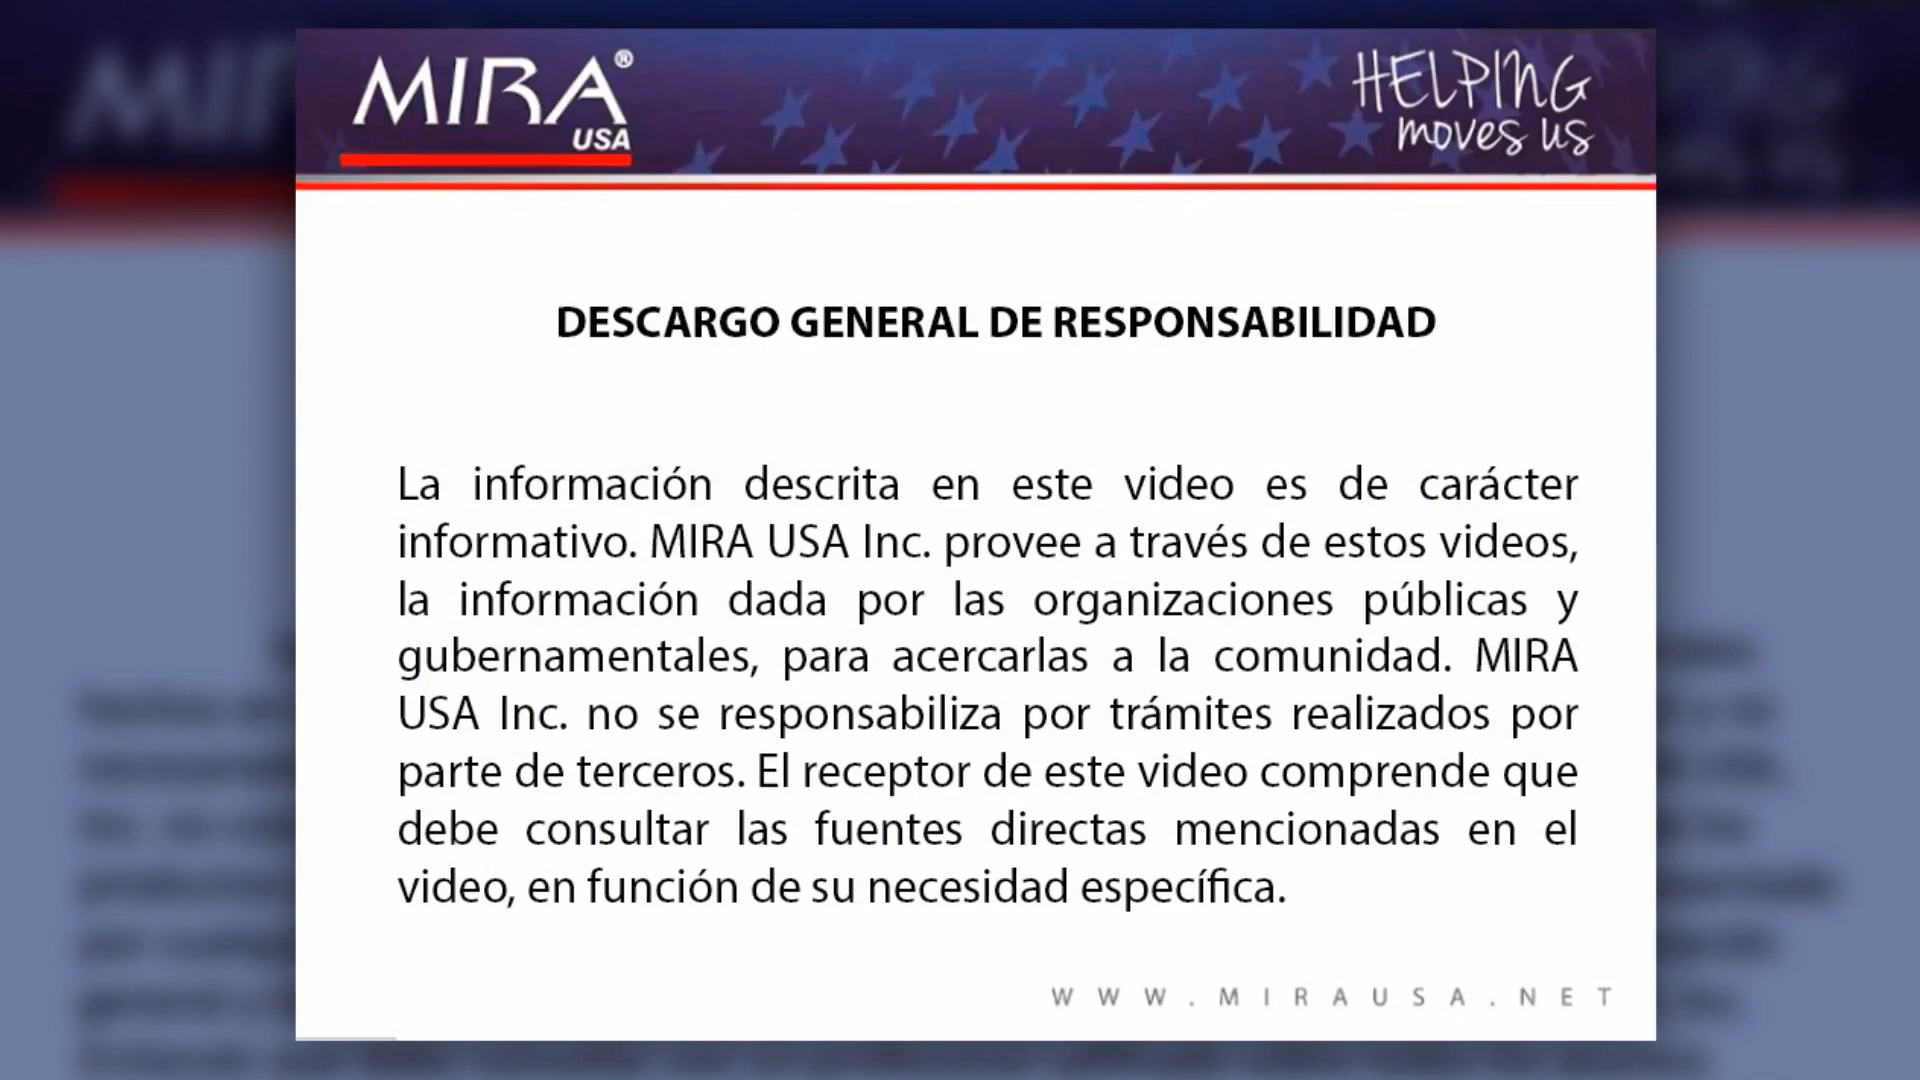 MIRA®
USA
HELPING
moves us
DESCARGO GENERAL DE RESPONSABILIDAD
La información descrita en este video es de carácter
informativo. MIRA USA Inc. provee a través de estos videos,
la información dada por las organizaciones públicas y
gubernamentales, para acercarlas a la comunidad. MIRA
USA Inc. no se responsabiliza por trámites realizados por
parte de terceros. El receptor de este video comprende que
debe consultar las fuentes directas mencionadas en el
video, en función de su necesidad específica.
WWW.MIRAUSA.NET